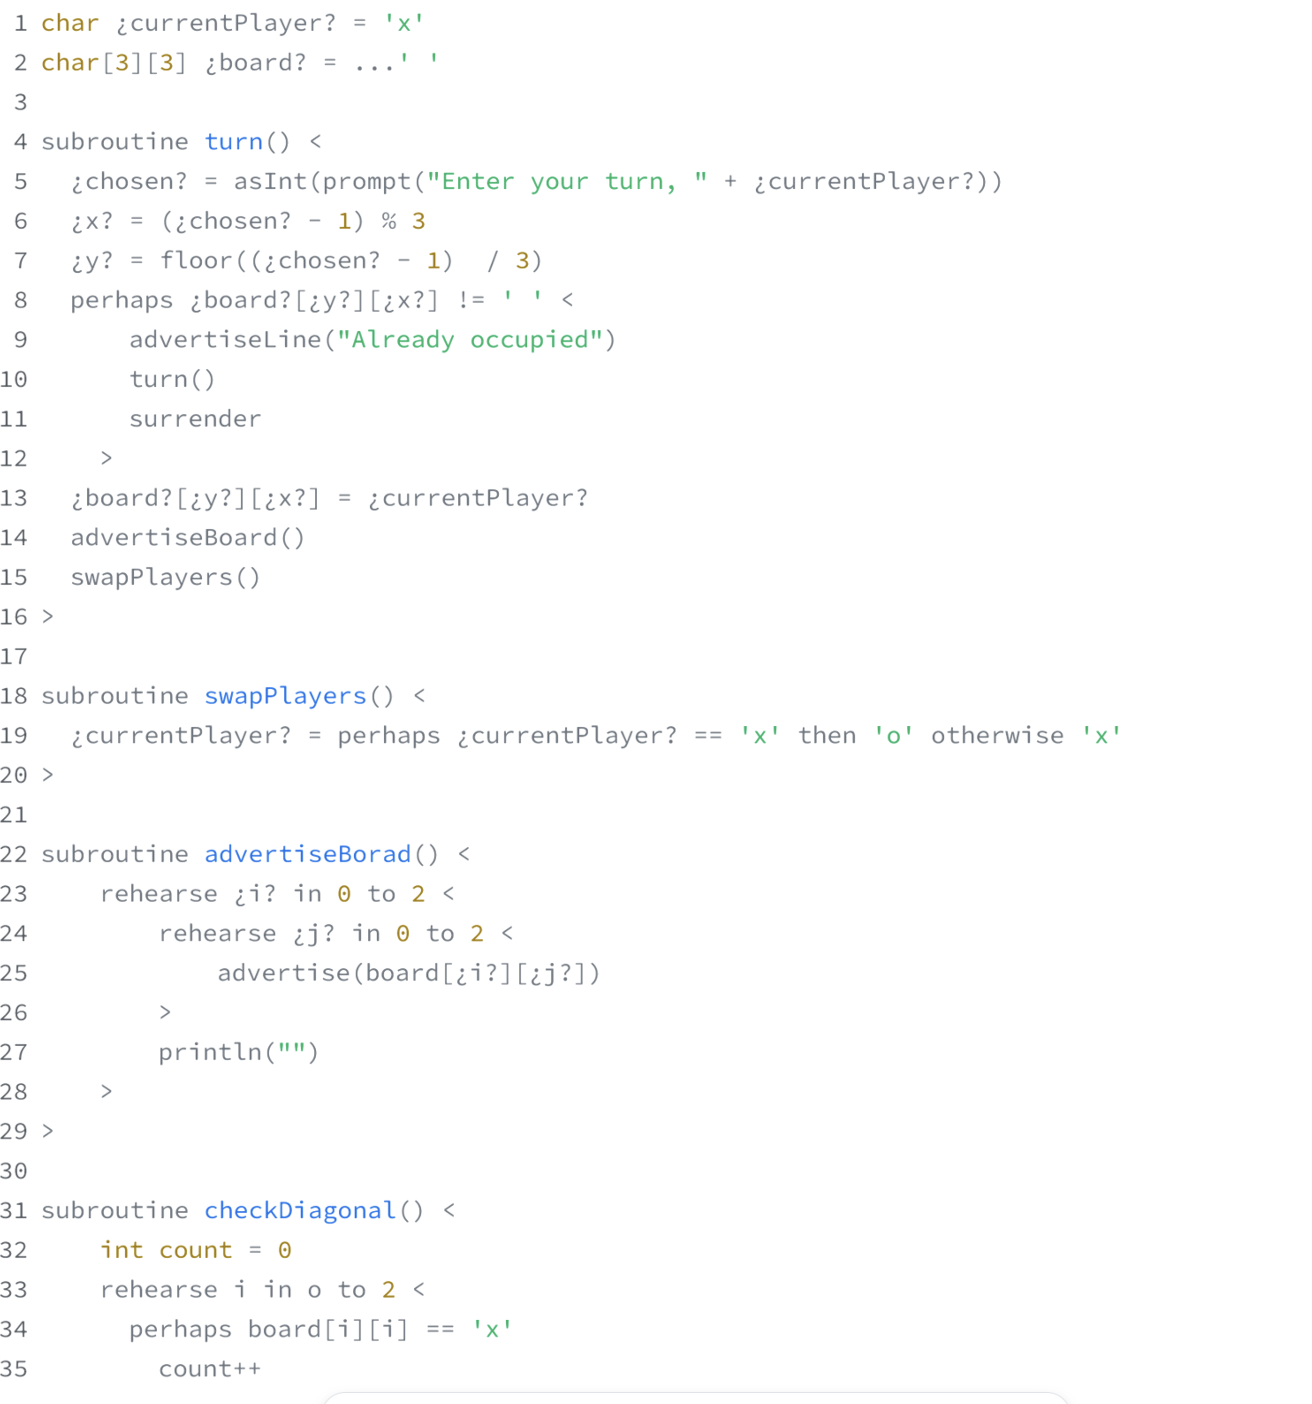 1 char ¿currentPlayer? = 'x'
2 char[3][3] ¿board? = ...' '
3
4 subroutine turn() <
5   ¿chosen? = asInt(prompt("Enter your turn, " + ¿currentPlayer?))
6   ¿x? = (¿chosen? - 1) % 3
7   ¿y? = floor((¿chosen? - 1)  / 3)
8   perhaps ¿board?[¿y?][¿x?] != ' ' <
9       advertiseLine("Already occupied")
10       turn()
11       surrender
12     >
13   ¿board?[¿y?][¿x?] = ¿currentPlayer?
14   advertiseBoard()
15   swapPlayers()
16 >
17
18 subroutine swapPlayers() <
19   ¿currentPlayer? = perhaps ¿currentPlayer? == 'x' then 'o' otherwise 'x'
20 >
21
22 subroutine advertiseBorad() <
23     rehearse ¿i? in 0 to 2 <
24         rehearse ¿j? in 0 to 2 <
25             advertise(board[¿i?][¿j?])
26         >
27         println("")
28     >
29 >
30
31 subroutine checkDiagonal() <
32     int count = 0
33     rehearse i in o to 2 <
34       perhaps board[i][i] == 'x'
35         count++